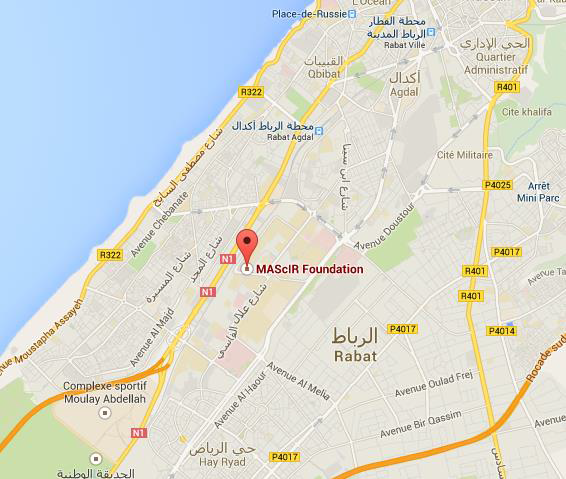 L'Océan
Place-de-Russie
محطة القطار
الرباط المدينة
Rabat Ville
الحي الإداري
Quartier
Administratif
القبيبات
Qbibat
أكدال
Agdal
R322
R401
Cite khalifa
محطة الرباط أكدال
Rabat Agdal
شارع مصطفى السايح
شارع ابن سينا
Cité Militaire
P4025
Arrêt
Mini Parc
Avenue Chebanate
Avenue Doustour
R322
شارع المسيرة
شارع المجد
N1
MAScIR Foundation
P4017
R401
Avenue Ta
N1
R401
Avenue Moustapha Assayeh
Avenue Al Majd
شارع علال الفاسي
الرباط
Rabat
P4017
P4014
Rocade sud
Complexe sportif
Moulay Abdellah
Avenue Al Melia
Avenue Al Haour
Avenue Oulad Frej
Avenue Bir Qassim
N1
حي الرياض
Hay Ryad
P4017
الحديقة الوطنية